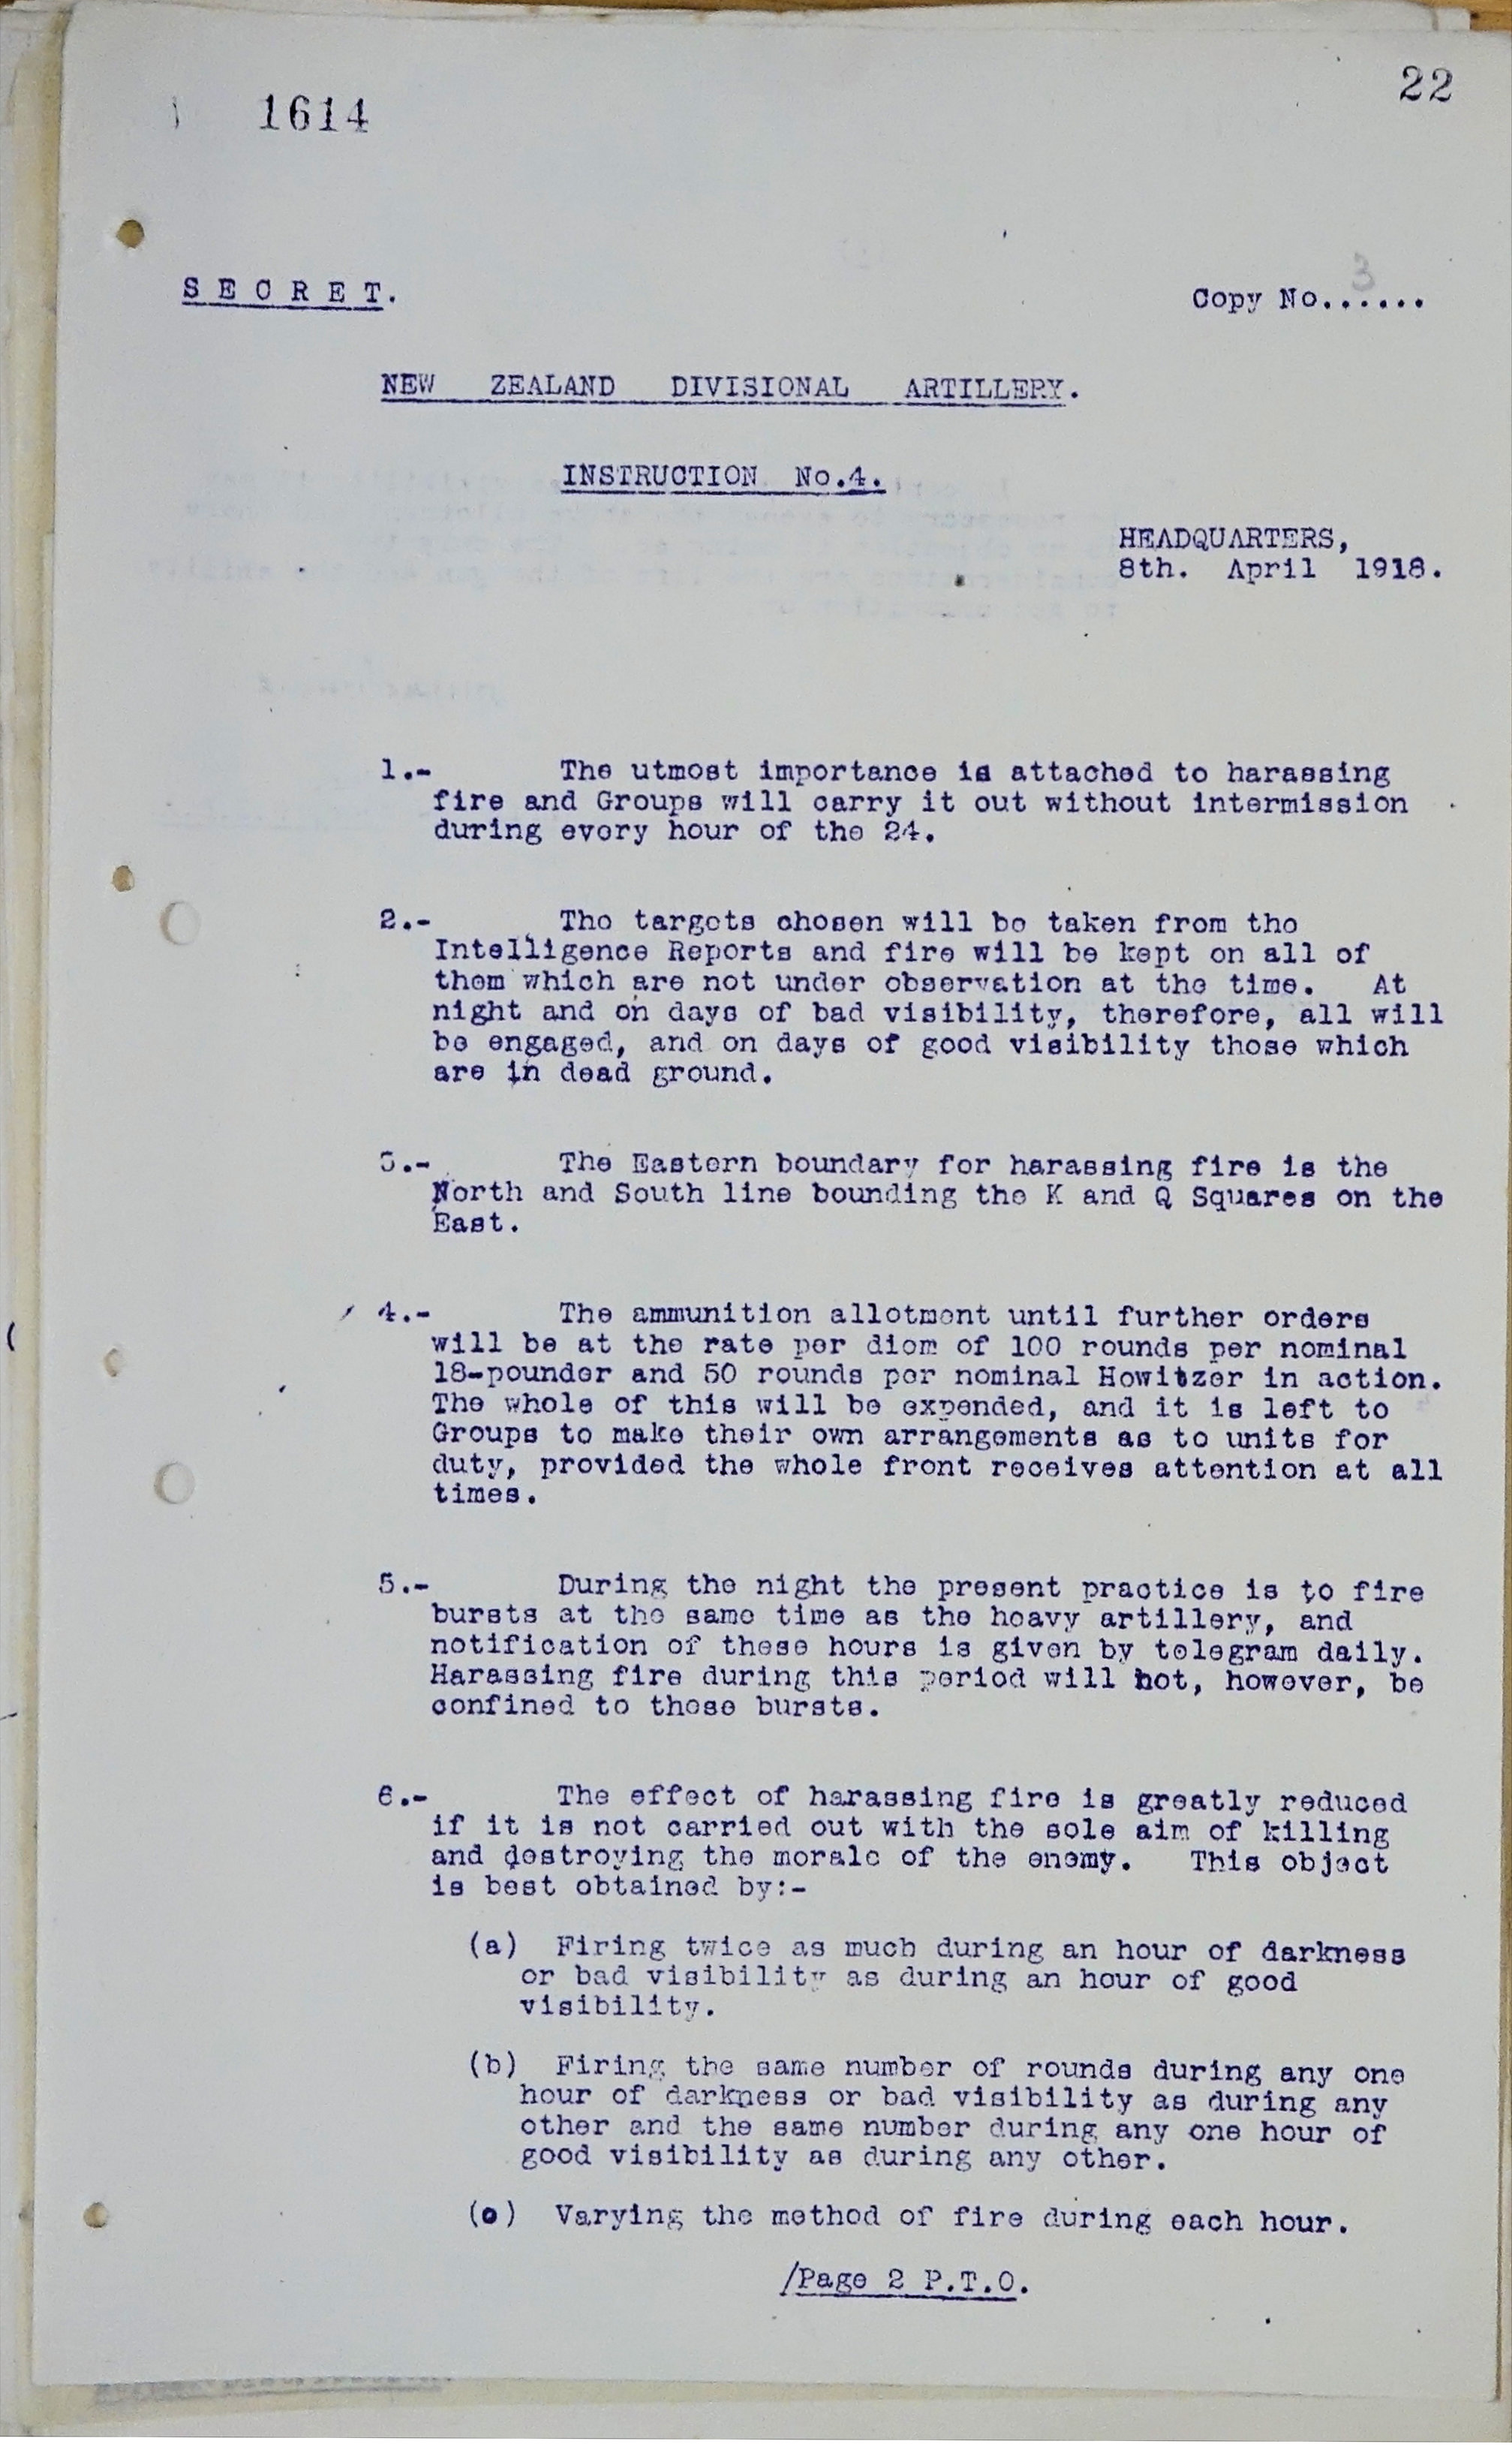 1614
22
S E C R E T.
Copy No......
3
NEW ZEALAND DIVISIONAL ARTILLERY.
INSTRUCTION No.4.
HEADQUARTERS,
8th. April 1918.
1.- The utmost importance is attached to harassing
fire and Groups will carry it out without intermission
during every hour of the 24.
2.- The targets chosen will be taken from the
Intelligence Reports and fire will be kept on all of
them which are not under observation at the time. At
night and on days of bad visibility, therefore, all will
be engaged, and on days of good visibility those which
are in dead ground.
3.- The Eastern boundary for harassing fire is the
North and South line bounding the K and Q Squares on the
East.
4.- The ammunition allotment until further orders
will be at the rate per diem of 100 rounds per nominal
18-pounder and 50 rounds per nominal Howitzer in action.
The whole of this will be expended, and it is left to
Groups to make their own arrangements as to units for
duty, provided the whole front receives attention at all
times.
5.- During the night the present practice is to fire
bursts at the same time as the heavy artillery, and
notification of these hours is given by telegram daily.
Harassing fire during this period will not, however, be
confined to those bursts.
6.- The effect of harassing fire is greatly reduced
if it is not carried out with the sole aim of killing
and destroying the morale of the enemy. This object
is best obtained by:-
(a) Firing twice as much during an hour of darkness
or bad visibility as during an hour of good
visibility.
(b) Firing the same number of rounds during any one
hour of darkness or bad visibility as during any
other and the same number during any one hour of
good visibility as during any other.
(c) Varying the method of fire during each hour.
/Page 2 P.T.O.